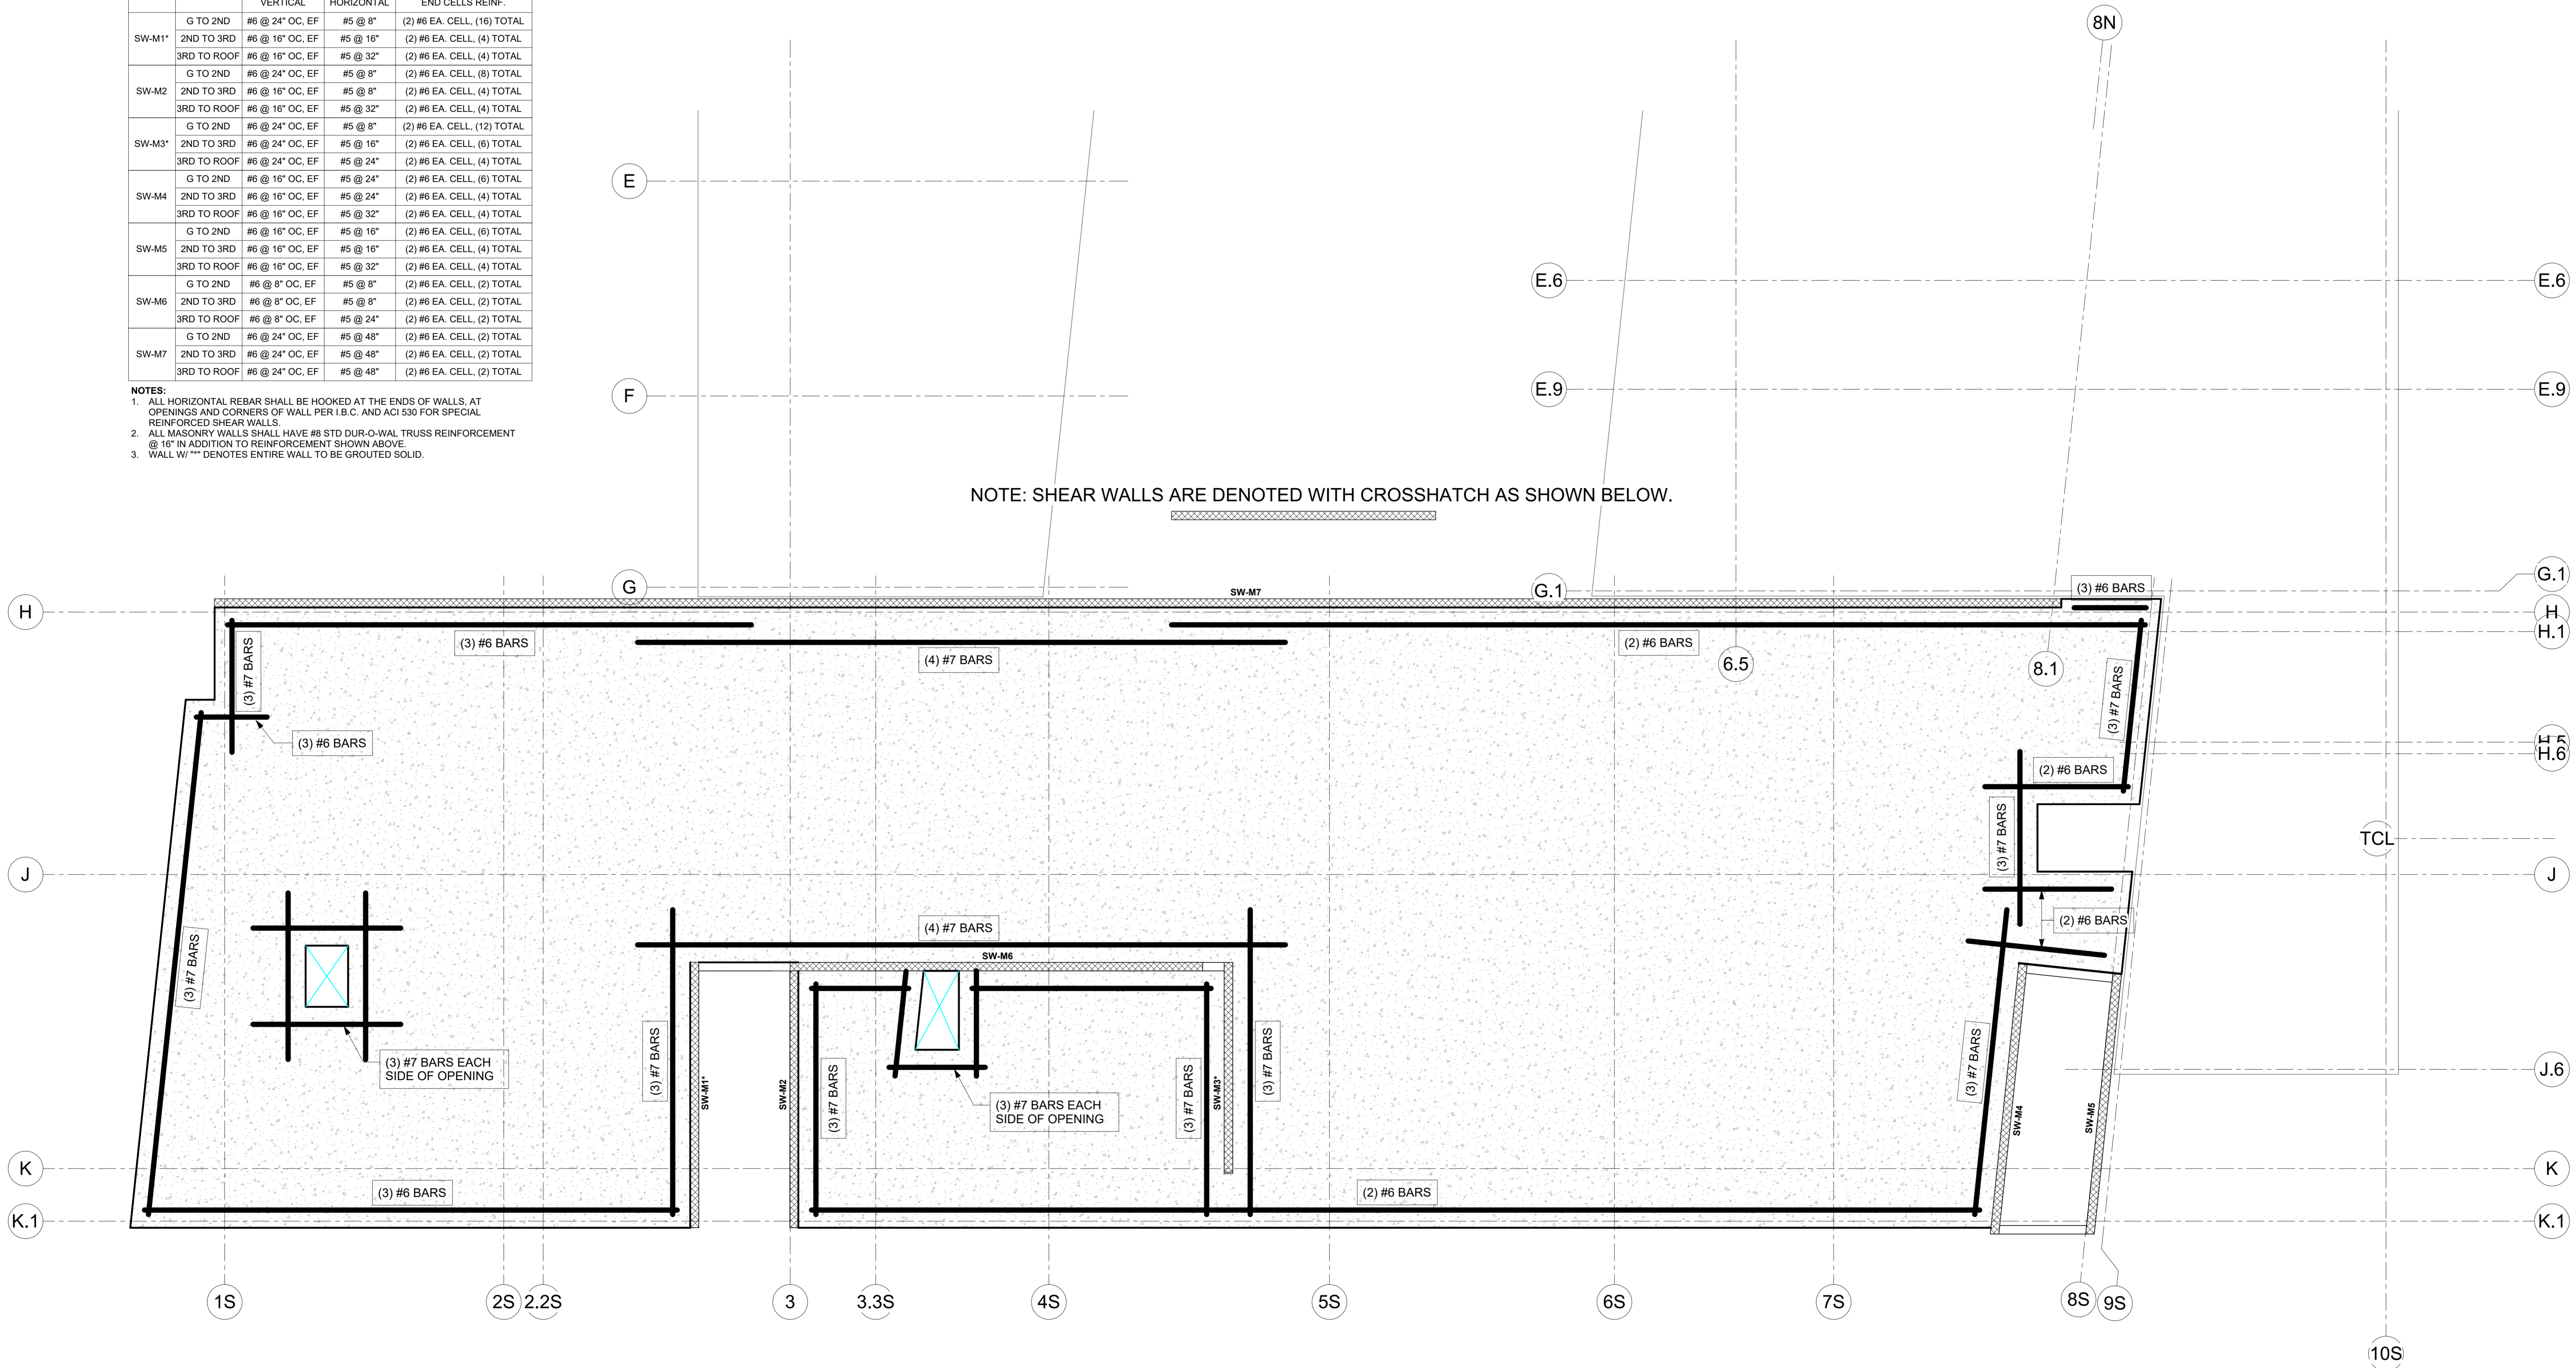 VERTICAL HORIZONTAL END CELLS REINF.
SW-M1*
G TO 2ND #6 @ 24" OC, EF #5 @ 8" (2) #6 EA. CELL, (16) TOTAL
2ND TO 3RD #6 @ 16" OC, EF #5 @ 16" (2) #6 EA. CELL, (4) TOTAL
3RD TO ROOF #6 @ 16" OC, EF #5 @ 32" (2) #6 EA. CELL, (4) TOTAL
SW-M2
G TO 2ND #6 @ 24" OC, EF #5 @ 8" (2) #6 EA. CELL, (8) TOTAL
2ND TO 3RD #6 @ 16" OC, EF #5 @ 8" (2) #6 EA. CELL, (4) TOTAL
3RD TO ROOF #6 @ 16" OC, EF #5 @ 32" (2) #6 EA. CELL, (4) TOTAL
SW-M3*
G TO 2ND #6 @ 24" OC, EF #5 @ 8" (2) #6 EA. CELL, (12) TOTAL
2ND TO 3RD #6 @ 24" OC, EF #5 @ 16" (2) #6 EA. CELL, (6) TOTAL
3RD TO ROOF #6 @ 24" OC, EF #5 @ 24" (2) #6 EA. CELL, (4) TOTAL
SW-M4
G TO 2ND #6 @ 16" OC, EF #5 @ 24" (2) #6 EA. CELL, (6) TOTAL
2ND TO 3RD #6 @ 16" OC, EF #5 @ 24" (2) #6 EA. CELL, (4) TOTAL
3RD TO ROOF #6 @ 16" OC, EF #5 @ 32" (2) #6 EA. CELL, (4) TOTAL
SW-M5
G TO 2ND #6 @ 16" OC, EF #5 @ 16" (2) #6 EA. CELL, (6) TOTAL
2ND TO 3RD #6 @ 16" OC, EF #5 @ 16" (2) #6 EA. CELL, (4) TOTAL
3RD TO ROOF #6 @ 16" OC, EF #5 @ 32" (2) #6 EA. CELL, (4) TOTAL
SW-M6
G TO 2ND #6 @ 8" OC, EF #5 @ 8" (2) #6 EA. CELL, (2) TOTAL
2ND TO 3RD #6 @ 8" OC, EF #5 @ 8" (2) #6 EA. CELL, (2) TOTAL
3RD TO ROOF #6 @ 8" OC, EF #5 @ 24" (2) #6 EA. CELL, (2) TOTAL
SW-M7
G TO 2ND #6 @ 24" OC, EF #5 @ 48" (2) #6 EA. CELL, (2) TOTAL
2ND TO 3RD #6 @ 24" OC, EF #5 @ 48" (2) #6 EA. CELL, (2) TOTAL
3RD TO ROOF #6 @ 24" OC, EF #5 @ 48" (2) #6 EA. CELL, (2) TOTAL
NOTES:
1. ALL HORIZONTAL REBAR SHALL BE HOOKED AT THE ENDS OF WALLS, AT
OPENINGS AND CORNERS OF WALL PER I.B.C. AND ACI 530 FOR SPECIAL
REINFORCED SHEAR WALLS.
2. ALL MASONRY WALLS SHALL HAVE #8 STD DUR-O-WAL TRUSS REINFORCEMENT
@ 16" IN ADDITION TO REINFORCEMENT SHOWN ABOVE.
3. WALL W/ "*" DENOTES ENTIRE WALL TO BE GROUTED SOLID.
8N
E
E.6
E.6
F
E.9
E.9
NOTE: SHEAR WALLS ARE DENOTED WITH CROSSHATCH AS SHOWN BELOW.
G
SW-M7
G.1
(3) #6 BARS
G.1
H
H
H.1
(3) #6 BARS
(4) #7 BARS
(2) #6 BARS
6.5
8.1
(3) #7 BARS
(3) #7 BARS
(3) #6 BARS
H.5
H.6
(2) #6 BARS
(3) #7 BARS
TCL
J
J
(4) #7 BARS
(2) #6 BARS
SW-M6
(3) #7 BARS
(3) #7 BARS EACH
SIDE OF OPENING
(3) #7 BARS
SW-M1*
SW-M2
(3) #7 BARS
(3) #7 BARS EACH
SIDE OF OPENING
(3) #7 BARS
SW-M3*
(3) #7 BARS
(3) #7 BARS
SW-M4
SW-M5
J.6
K
K
(3) #6 BARS
(2) #6 BARS
K.1
K.1
1S
2S
2.2S
3
3.3S
4S
5S
6S
7S
8S
9S
10S